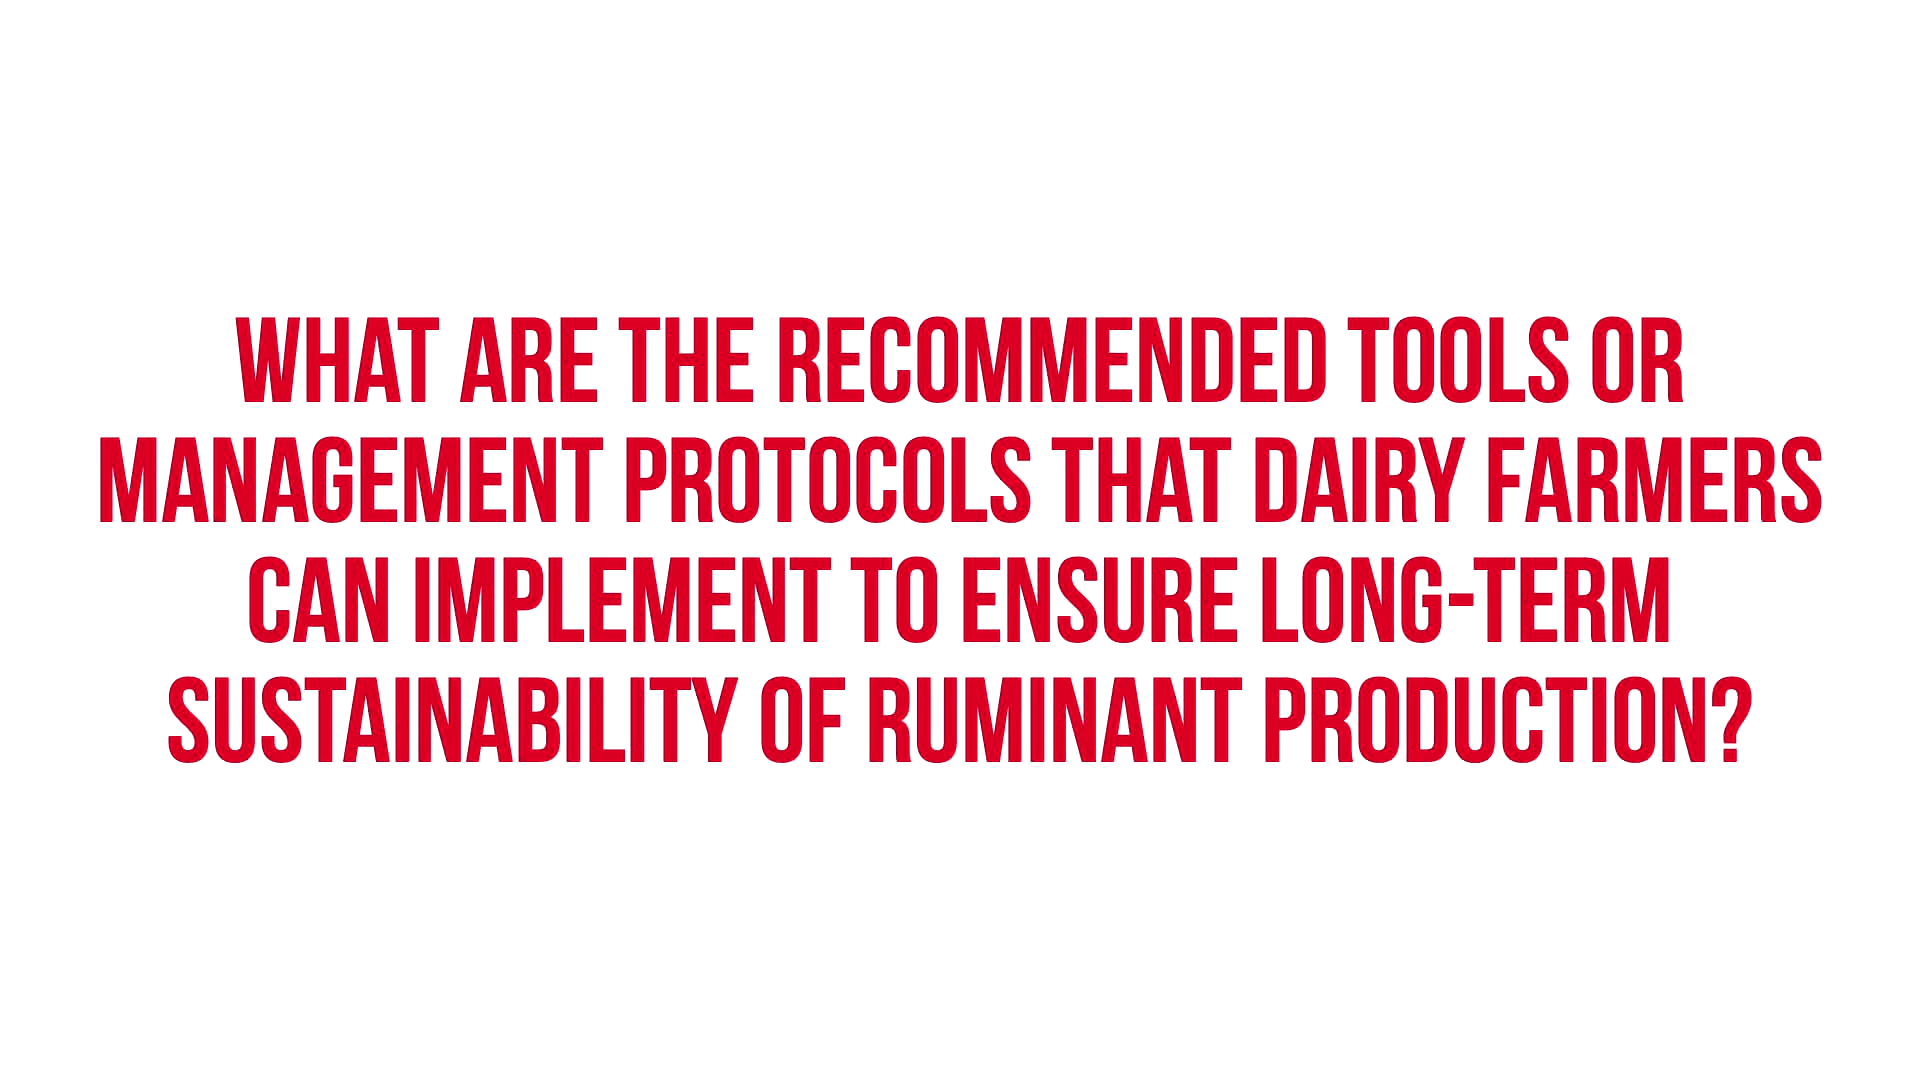 WHAT ARE THE RECOMMENDED TOOLS OR
MANAGEMENT PROTOCOLS THAT DAIRY FARMERS
CAN IMPLEMENT TO ENSURE LONG-TERM
SUSTAINABILITY OF RUMINANT PRODUCTION?